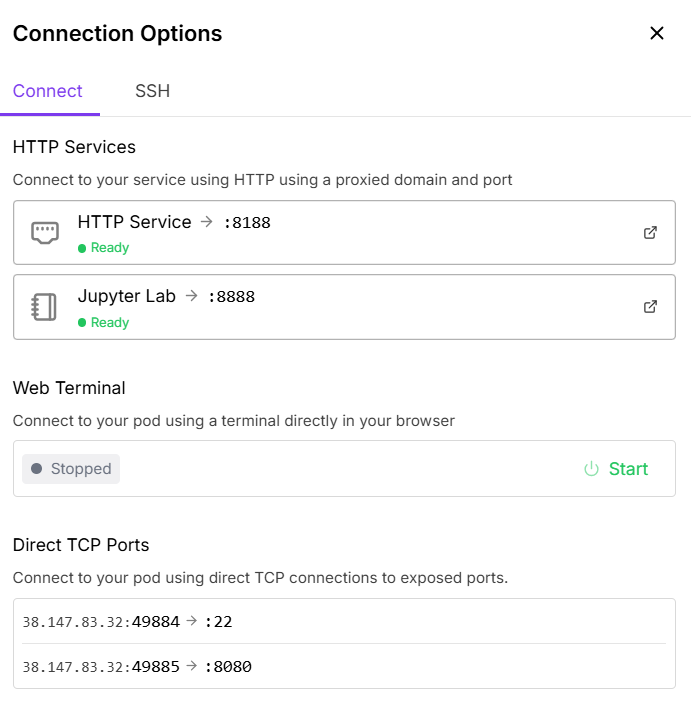 Connection Options
Connect
SSH
HTTP Services
Connect to your service using HTTP using a proxied domain and port
HTTP Service → :8188
Ready
Jupyter Lab → :8888
Ready
Web Terminal
Connect to your pod using a terminal directly in your browser
Stopped
Start
Direct TCP Ports
Connect to your pod using direct TCP connections to exposed ports.
38.147.83.32:49884 → :22
38.147.83.32:49885 → :8080